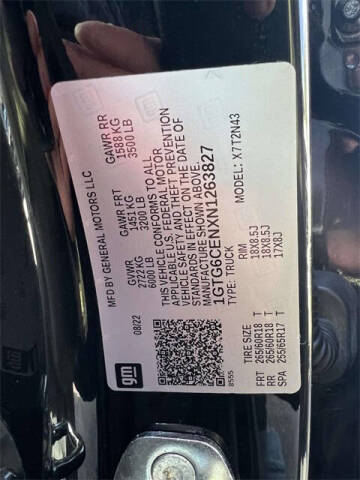 MFD BY GENERAL MOTORS LLC
08/22
GVWR
2722 KG
6000 LB
GAWR FRT
1451 KG
3200 LB
GAWR RR
1588 KG
3500 LB
THIS VEHICLE CONFORMS TO ALL
APPLICABLE U.S. FEDERAL MOTOR
VEHICLE SAFETY AND THEFT PREVENTION
STANDARDS IN EFFECT ON THE DATE OF
MANUFACTURE SHOWN ABOVE.
1GTG6CENXN1263827
TYPE: TRUCK
MODEL: X7T2N43
gm
8555
TIRE SIZE RIM
FRT 265/60R18 T 18X8.5J
RR 265/60R18 T 18X8.5J
SPA 255/65R17 T 17X8J